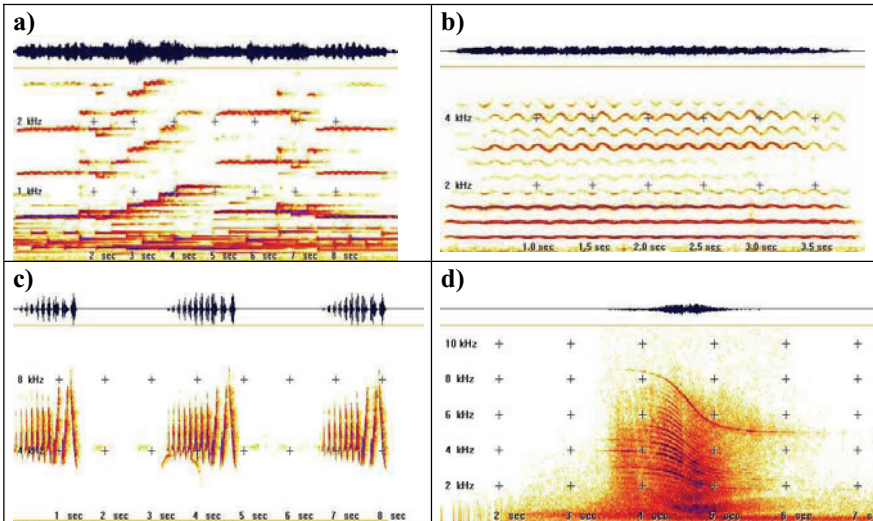 a)
2 kHz
1 kHz
2 sec 3 sec 4 sec 5 sec 6 sec 7 sec 8 sec
b)
4 kHz
2 kHz
1.0 sec 1.5 sec 2.0 sec 2.5 sec 3.0 sec 3.5 sec
c)
8 kHz
4 kHz
1 sec 2 sec 3 sec 4 sec 5 sec 6 sec 7 sec 8 sec
d)
10 kHz
8 kHz
6 kHz
4 kHz
2 kHz
2 sec 3 sec 4 sec 5 sec 6 sec 7 s